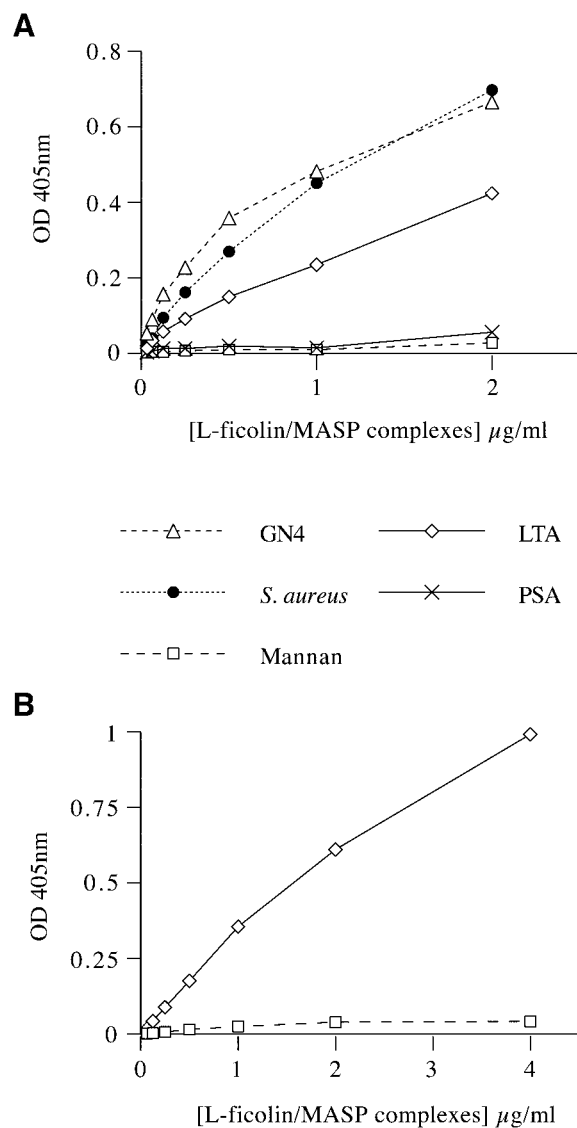 A
0.8
0.6
0.4
0.2
0
OD 405nm
0 1 2
[L-ficolin/MASP complexes] µg/ml
GN4 LTA
S. aureus PSA
Mannan
B
1
0.75
0.5
0.25
0
OD 405nm
0 1 2 3 4
[L-ficolin/MASP complexes] µg/ml